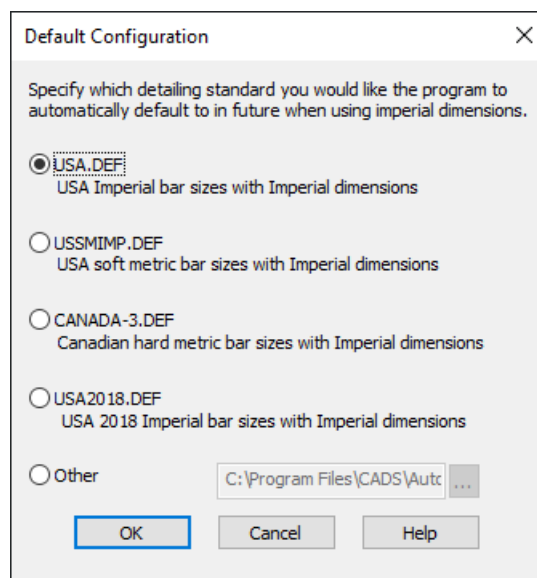 Default Configuration
Specify which detailing standard you would like the program to
automatically default to in future when using imperial dimensions.
USA.DEF
USA Imperial bar sizes with Imperial dimensions
USSMIMP.DEF
USA soft metric bar sizes with Imperial dimensions
CANADA-3.DEF
Canadian hard metric bar sizes with Imperial dimensions
USA2018.DEF
USA 2018 Imperial bar sizes with Imperial dimensions
Other C:\Program Files\CADS\Autc ...
OK Cancel Help